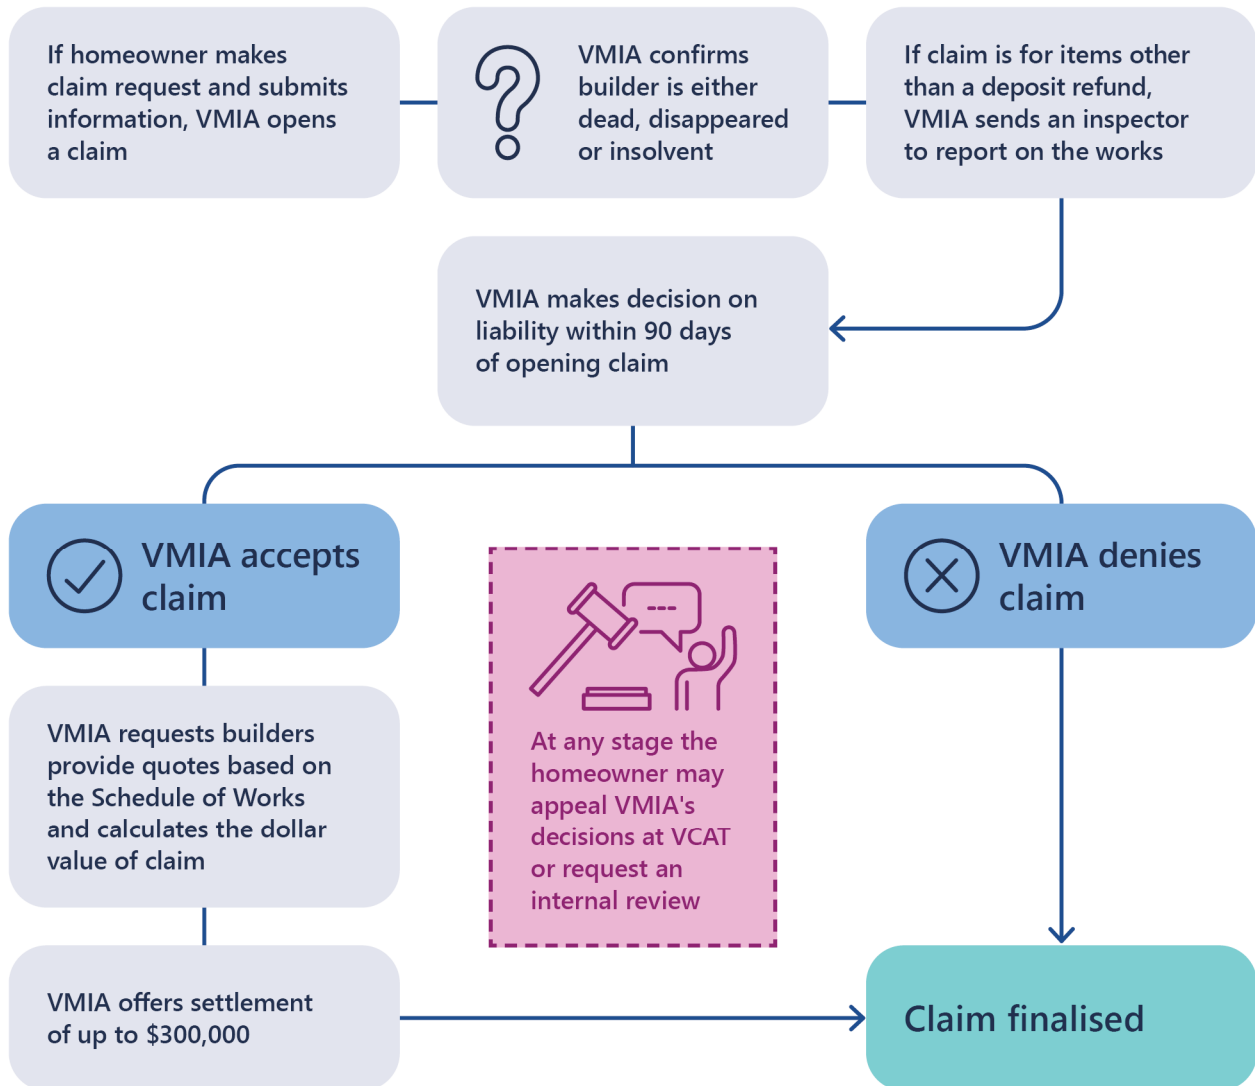 If homeowner makes
claim request and submits
information, VMIA opens
a claim
VMIA confirms
builder is either
dead, disappeared
or insolvent
If claim is for items other
than a deposit refund,
VMIA sends an inspector
to report on the works
VMIA makes decision on
liability within 90 days
of opening claim
VMIA accepts
claim
VMIA denies
claim
At any stage the
homeowner may
appeal VMIA's
decisions at VCAT
or request an
internal review
VMIA requests builders
provide quotes based on
the Schedule of Works
and calculates the dollar
value of claim
VMIA offers settlement
of up to $300,000
Claim finalised